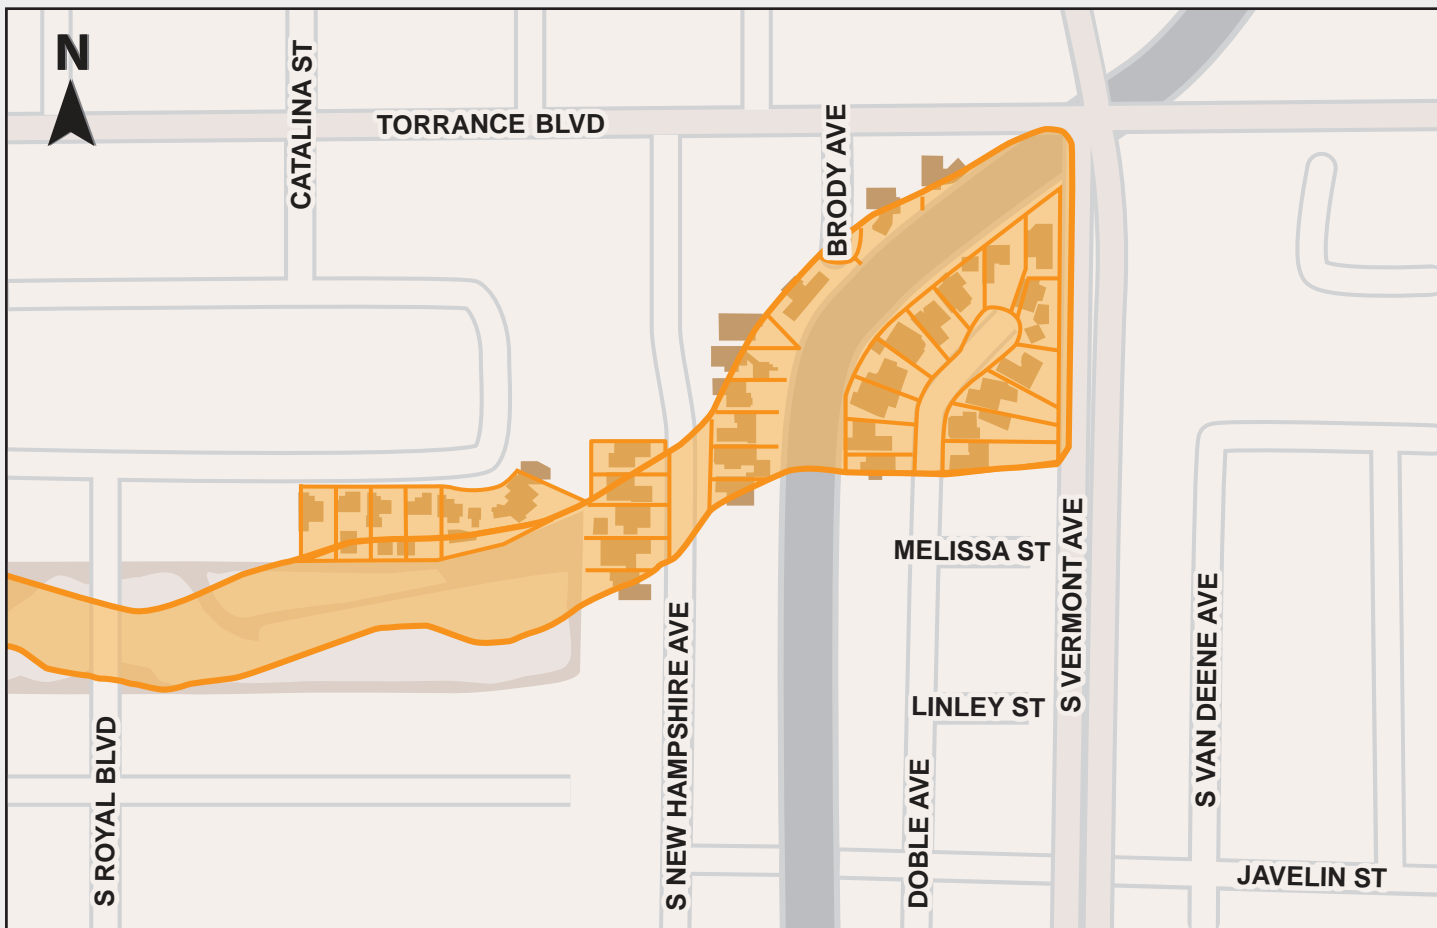 N
CATALINA ST
TORRANCE BLVD
BRODY AVE
MELISSA ST
S VERMONT AVE
S VAN DEENE AVE
S NEW HAMPSHIRE AVE
LINLEY ST
S ROYAL BLVD
DOBLE AVE
JAVELIN ST